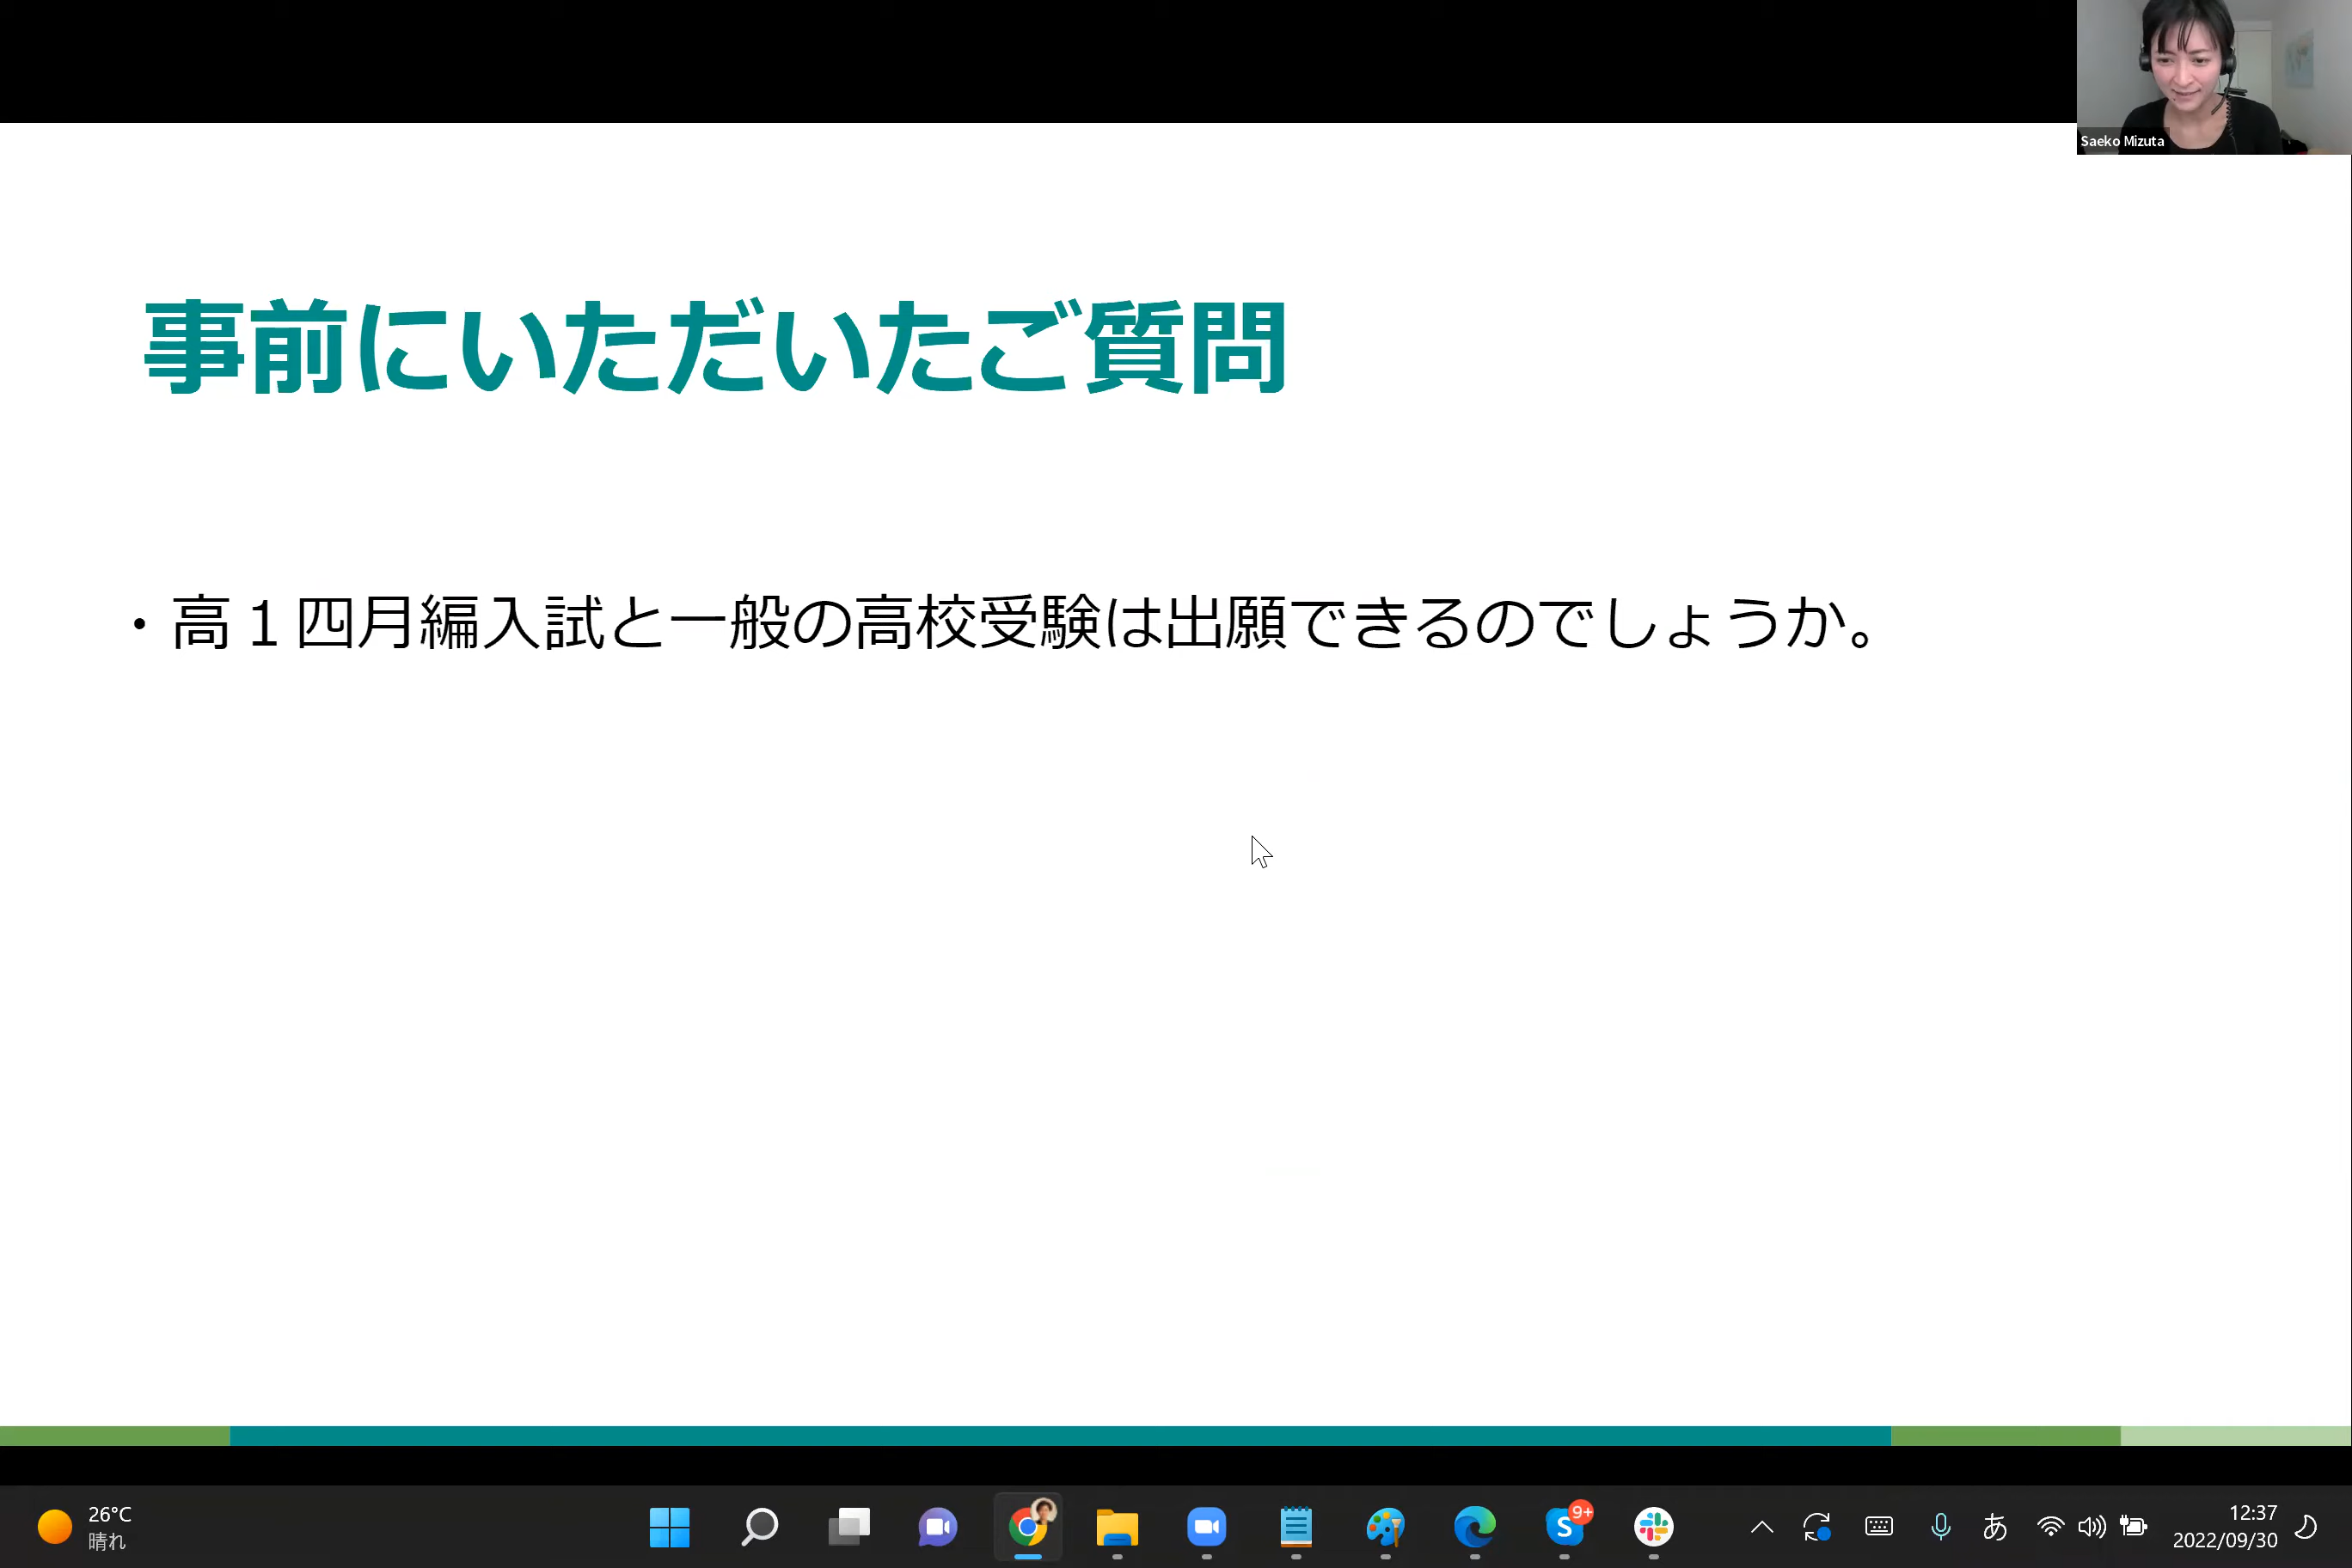 Saeko Mizuta
事前にいただいたご質問
・高１四月編入試と一般の高校受験は出願できるのでしょうか。
26°C
晴れ
9+
あ
12:37
2022/09/30